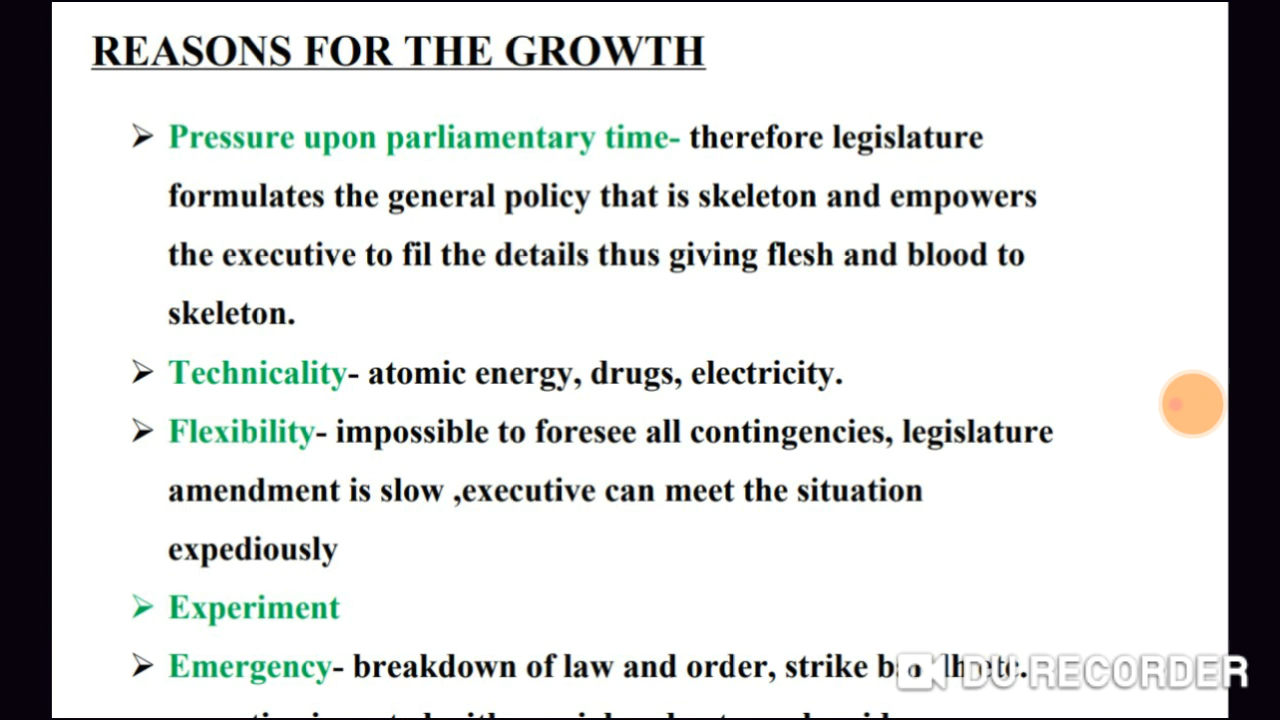 REASONS FOR THE GROWTH
➤ Pressure upon parliamentary time- therefore legislature
formulates the general policy that is skeleton and empowers
the executive to fil the details thus giving flesh and blood to
skeleton.
➤ Technicality- atomic energy, drugs, electricity.
➤ Flexibility- impossible to foresee all contingencies, legislature
amendment is slow ,executive can meet the situation
expediously
➤ Experiment
➤ Emergency- breakdown of law and order, strike etc.
DU RECORDER